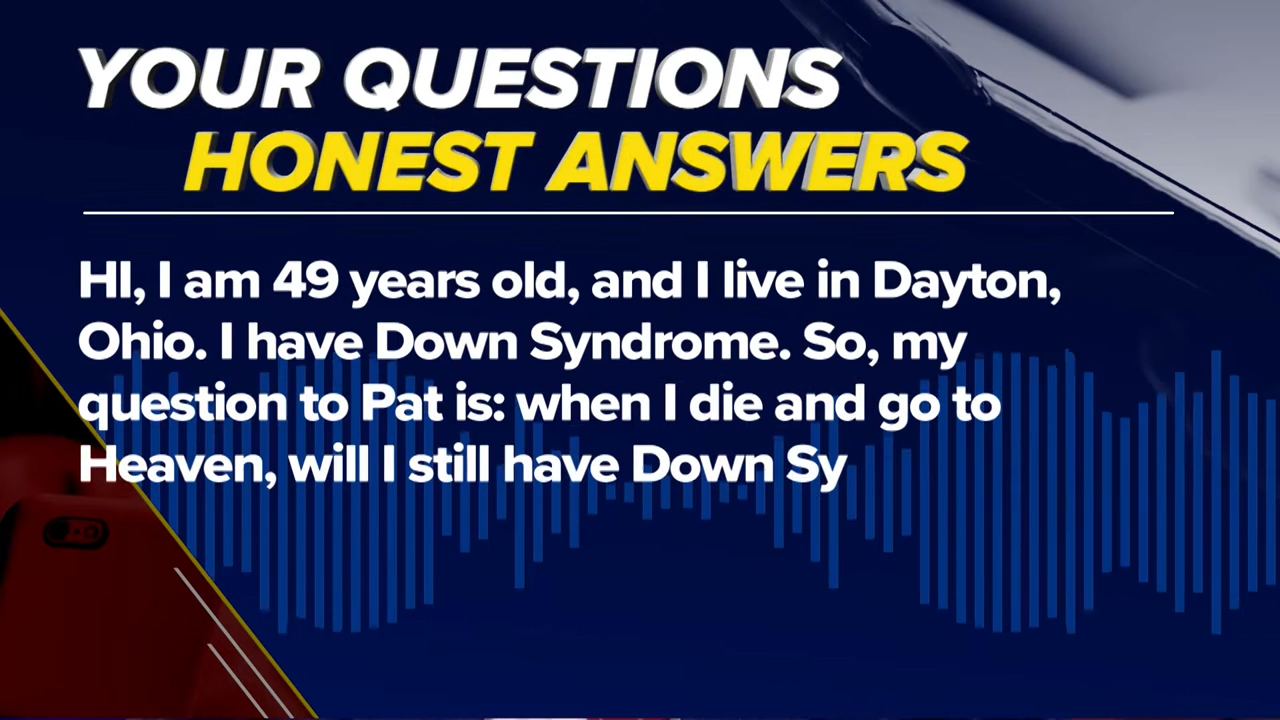 YOUR QUESTIONS
HONEST ANSWERS
HI, I am 49 years old, and I live in Dayton,
Ohio. I have Down Syndrome. So, my
question to Pat is: when I die and go to
Heaven, will I still have Down Sy